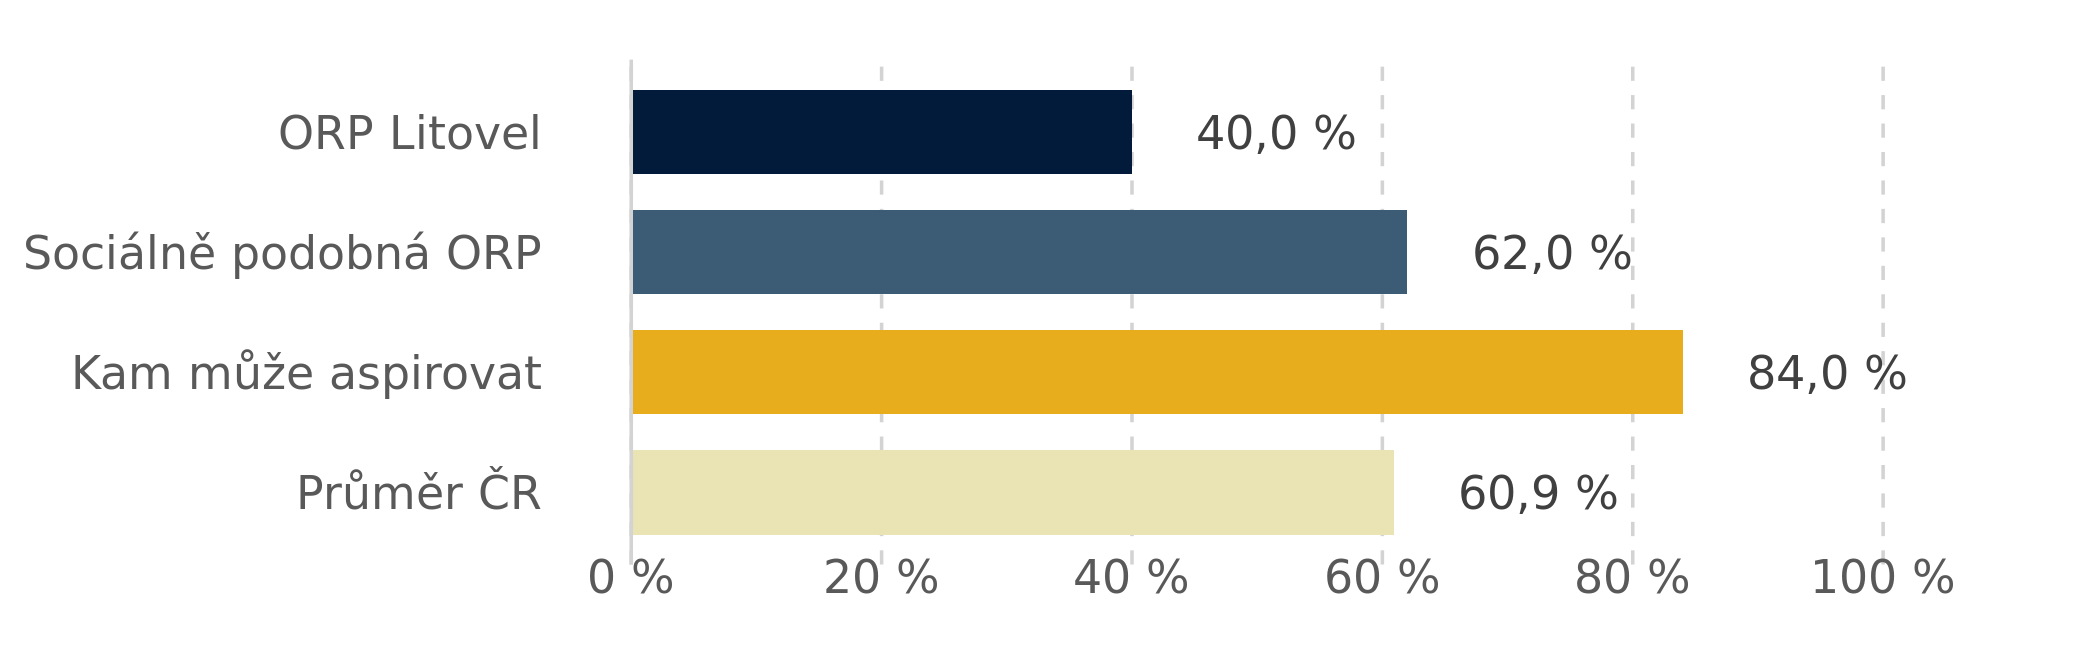 ORP Litovel 40,0 %
Sociálně podobná ORP 62,0 %
Kam může aspirovat 84,0 %
Průměr ČR 60,9 %
0 % 20 % 40 % 60 % 80 % 100 %